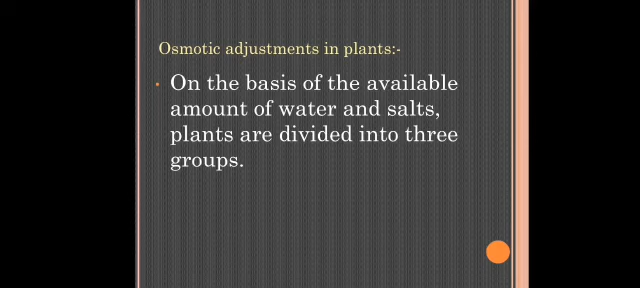 Osmotic adjustments in plants:-
• On the basis of the available
amount of water and salts,
plants are divided into three
groups.